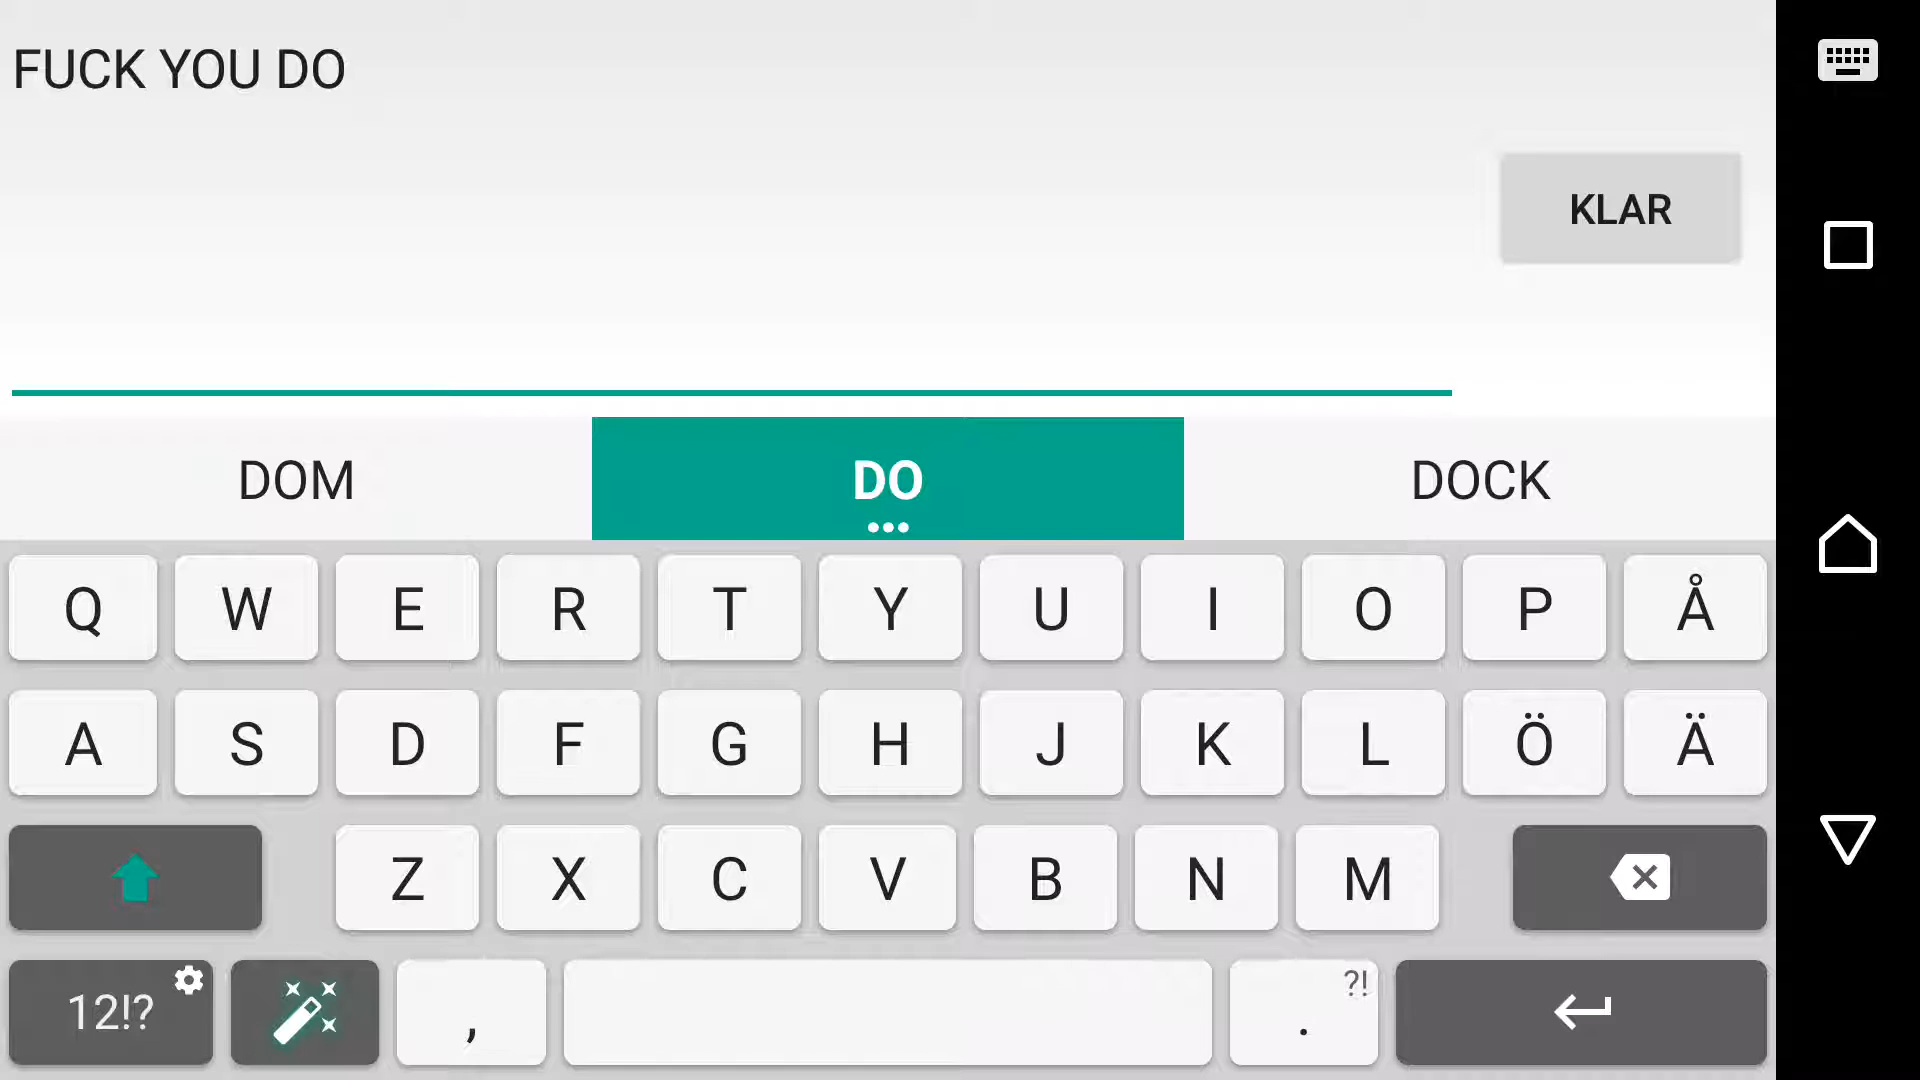 FUCK YOU DO
KLAR
DOM DO DOCK
Q W E R T Y U I O P Å
A S D F G H J K L Ö Ä
Z X C V B N M
12!? , . ?!